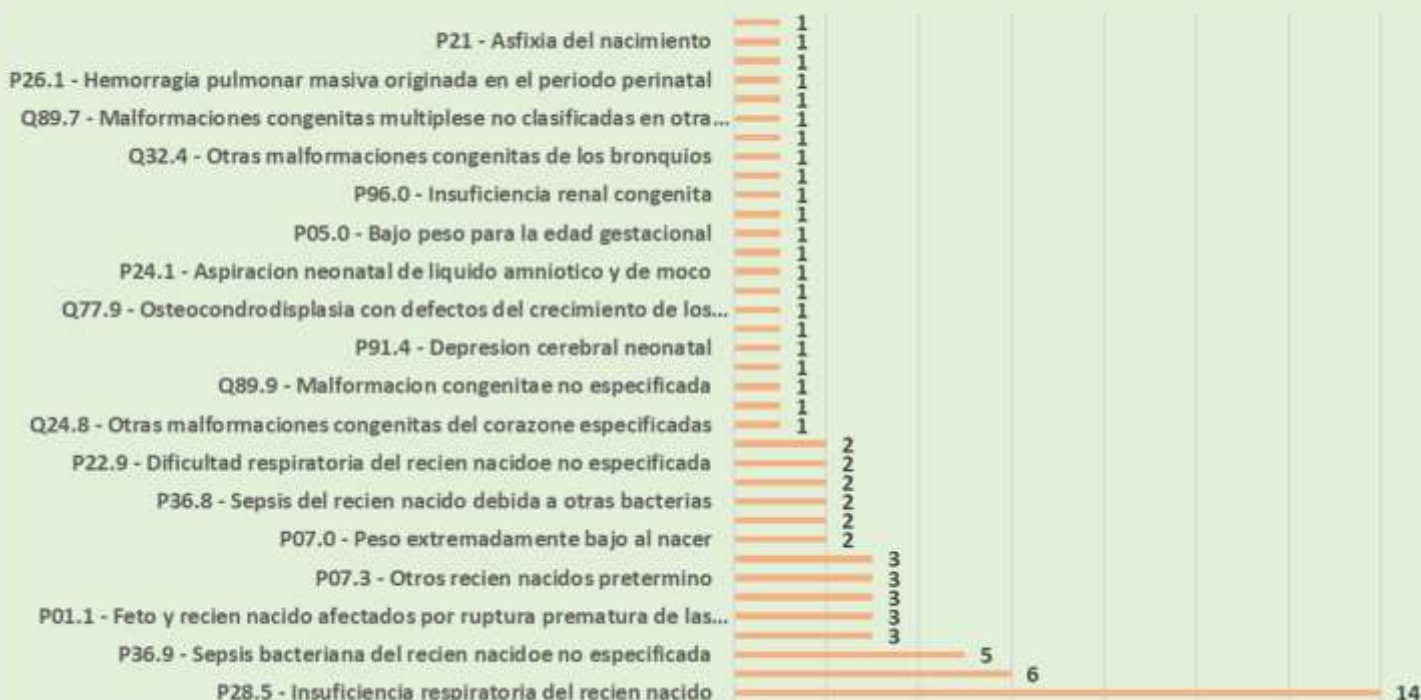 1
P21 - Asfixia del nacimiento 1
1
P26.1 - Hemorragia pulmonar masiva originada en el periodo perinatal 1
1
Q89.7 - Malformaciones congenitas multiplese no clasificadas en otra... 1
1
Q32.4 - Otras malformaciones congenitas de los bronquios 1
1
P96.0 - Insuficiencia renal congenita 1
1
P05.0 - Bajo peso para la edad gestacional 1
1
P24.1 - Aspiracion neonatal de liquido amniotico y de moco 1
1
Q77.9 - Osteocondrodisplasia con defectos del crecimiento de los... 1
1
P91.4 - Depresion cerebral neonatal 1
1
Q89.9 - Malformacion congenitae no especificada 1
1
Q24.8 - Otras malformaciones congenitas del corazone especificadas 1
2
P22.9 - Dificultad respiratoria del recien nacidoe no especificada 2
2
P36.8 - Sepsis del recien nacido debida a otras bacterias 2
2
P07.0 - Peso extremadamente bajo al nacer 2
3
P07.3 - Otros recien nacidos pretermino 3
3
P01.1 - Feto y recien nacido afectados por ruptura prematura de las... 3
3
P36.9 - Sepsis bacteriana del recien nacidoe no especificada 5
6
P28.5 - Insuficiencia respiratoria del recien nacido 14